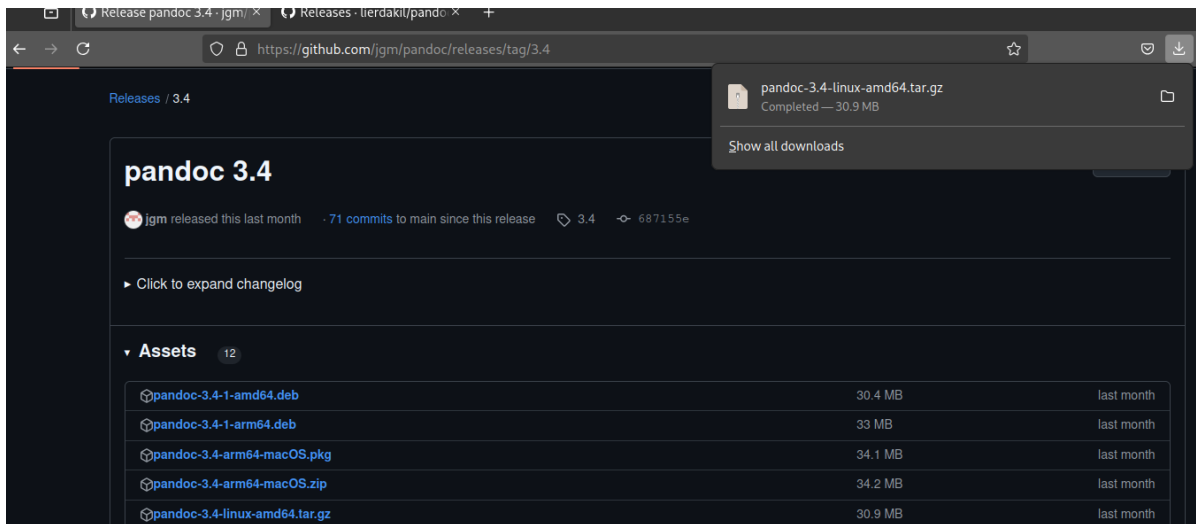 Release pandoc 3.4 · jgm/
Releases · lierdakil/pando
https://github.com/jgm/pandoc/releases/tag/3.4
pandoc-3.4-linux-amd64.tar.gz
Completed — 30.9 MB
Show all downloads
Releases / 3.4
pandoc 3.4
jgm released this last month · 71 commits to main since this release 3.4 687155e
Click to expand changelog
Assets 12
pandoc-3.4-1-amd64.deb 30.4 MB last month
pandoc-3.4-1-arm64.deb 33 MB last month
pandoc-3.4-arm64-macOS.pkg 34.1 MB last month
pandoc-3.4-arm64-macOS.zip 34.2 MB last month
pandoc-3.4-linux-amd64.tar.gz 30.9 MB last month